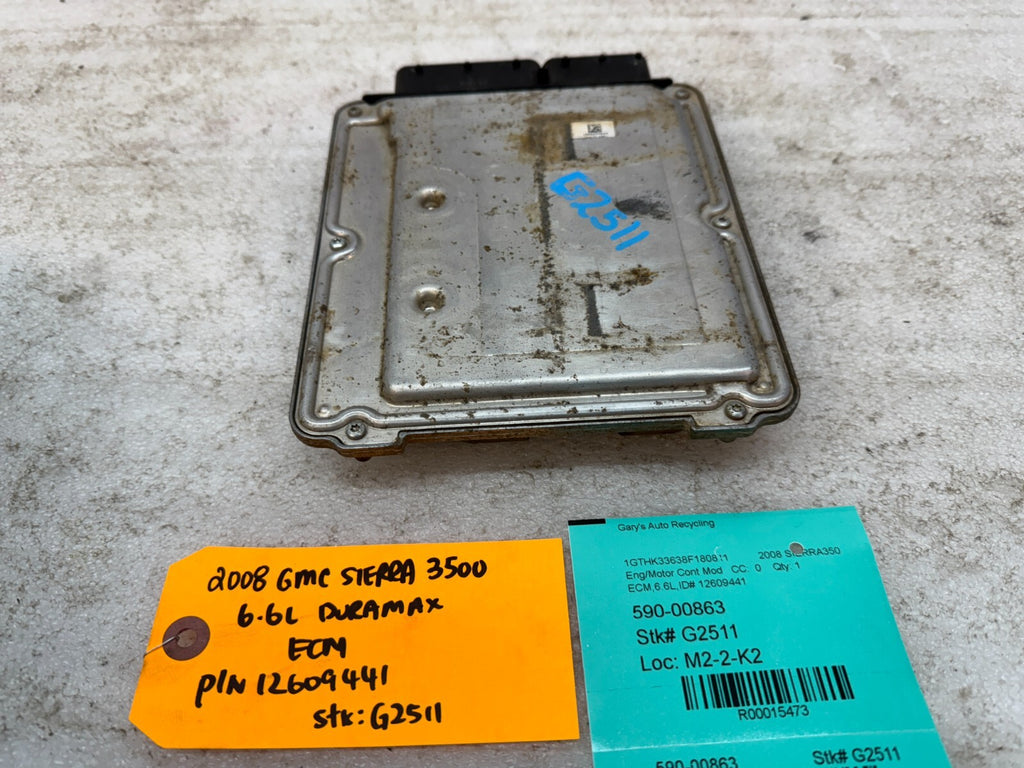 G2511
2008 GMC SIERRA 3500
6.6L DURAMAX
ECM
P/N 12609441
stk: G2511
Gary's Auto Recycling
1GTHK33638F180811 2008 SIERRA350
Eng/Motor Cont Mod CC: 0 Qty: 1
ECM,6.6L,ID# 12609441
590-00863
Stk# G2511
Loc: M2-2-K2
R00015473
590-00863 Stk# G2511